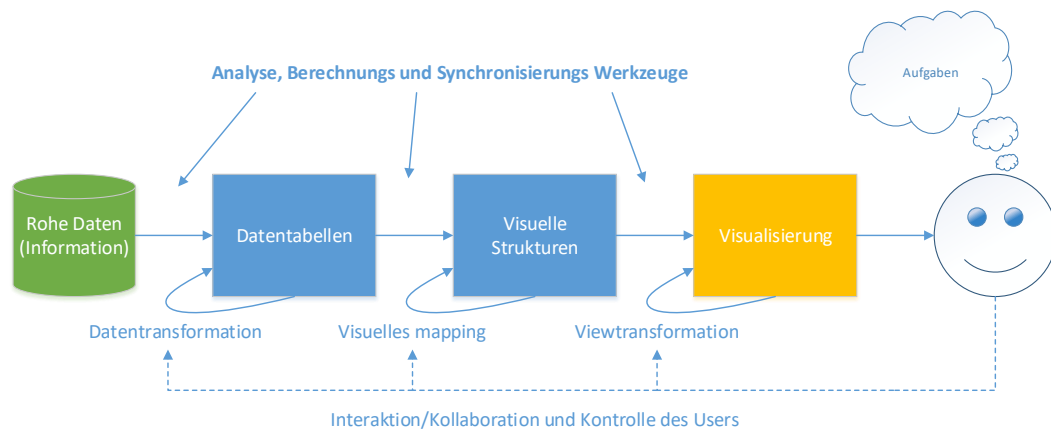 Aufgaben
Analyse, Berechnungs und Synchronisierungs Werkzeuge
Rohe Daten
(Information)
Datentabellen
Visuelle
Strukturen
Visualisierung
Datentransformation
Visuelles mapping
Viewtransformation
Interaktion/Kollaboration und Kontrolle des Users